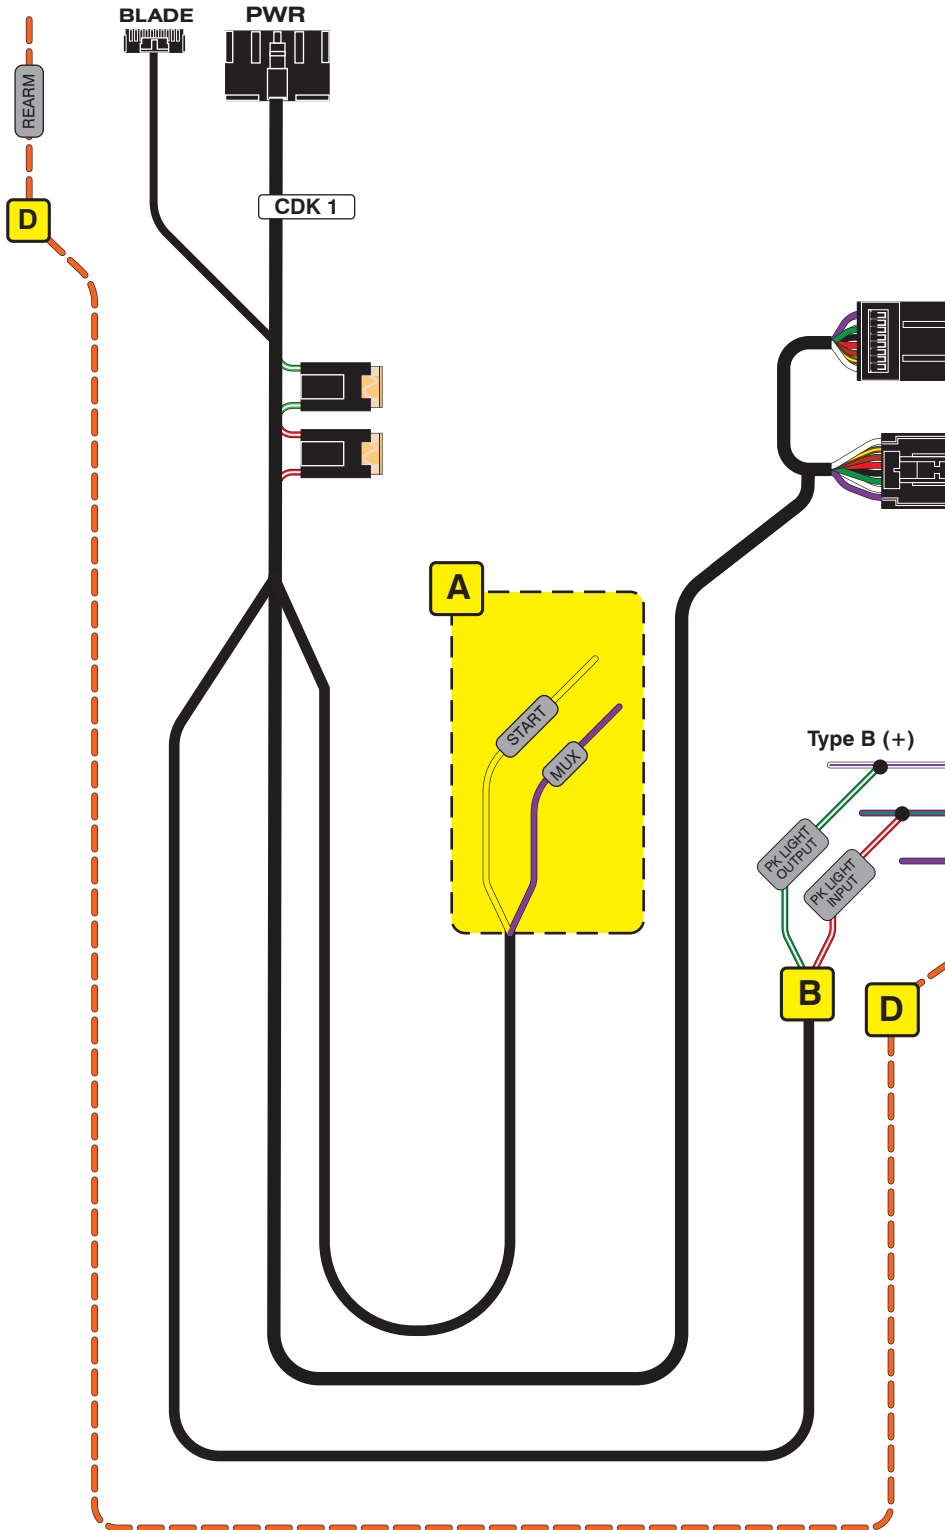 BLADE
PWR
REARM
D
CDK 1
A
START
MUX
Type B (+)
PK LIGHT
OUTPUT
PK LIGHT
INPUT
B
D